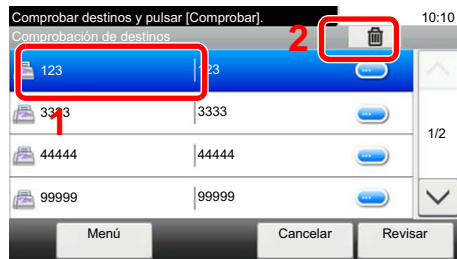 Comprobar destinos y pulsar [Comprobar]. 10:10
Comprobación de destinos 2
123 123
3333 3333
1
1/2
44444 44444
99999 99999
Menú Cancelar Revisar